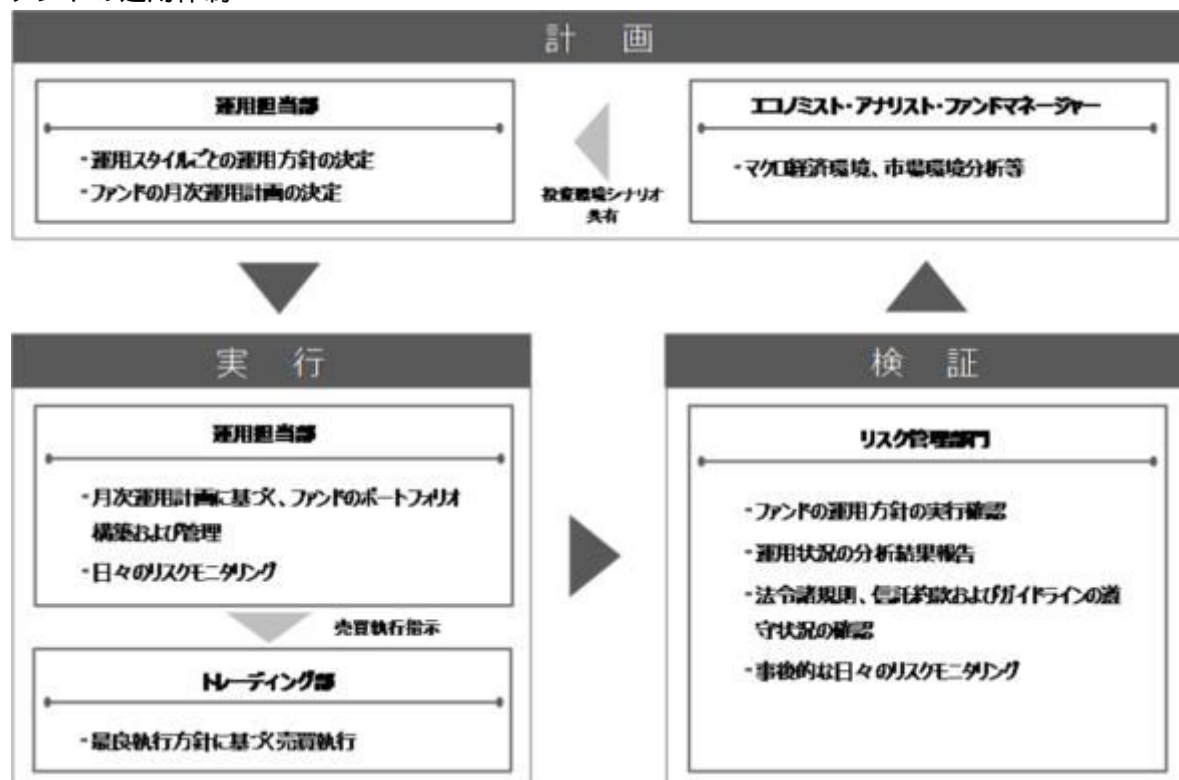 計 画
運用担当部
・運用スタイルごとの運用方針の決定
・ファンドの月次運用計画の決定
投資環境シナリオ
共有
エコノミスト・アナリスト・ファンドマネージャー
・マクロ経済環境、市場環境分析等
実 行
運用担当部
・月次運用計画に基づく、ファンドのポートフォリオ
構築および管理
・日々のリスクモニタリング
売買執行指示
トレーディング部
・最良執行方針に基づく売買執行
検 証
リスク管理部門
・ファンドの運用方針の実行確認
・運用状況の分析結果報告
・法令諸規則、信託約款およびガイドラインの遵
守状況の確認
・事後的な日々のリスクモニタリング